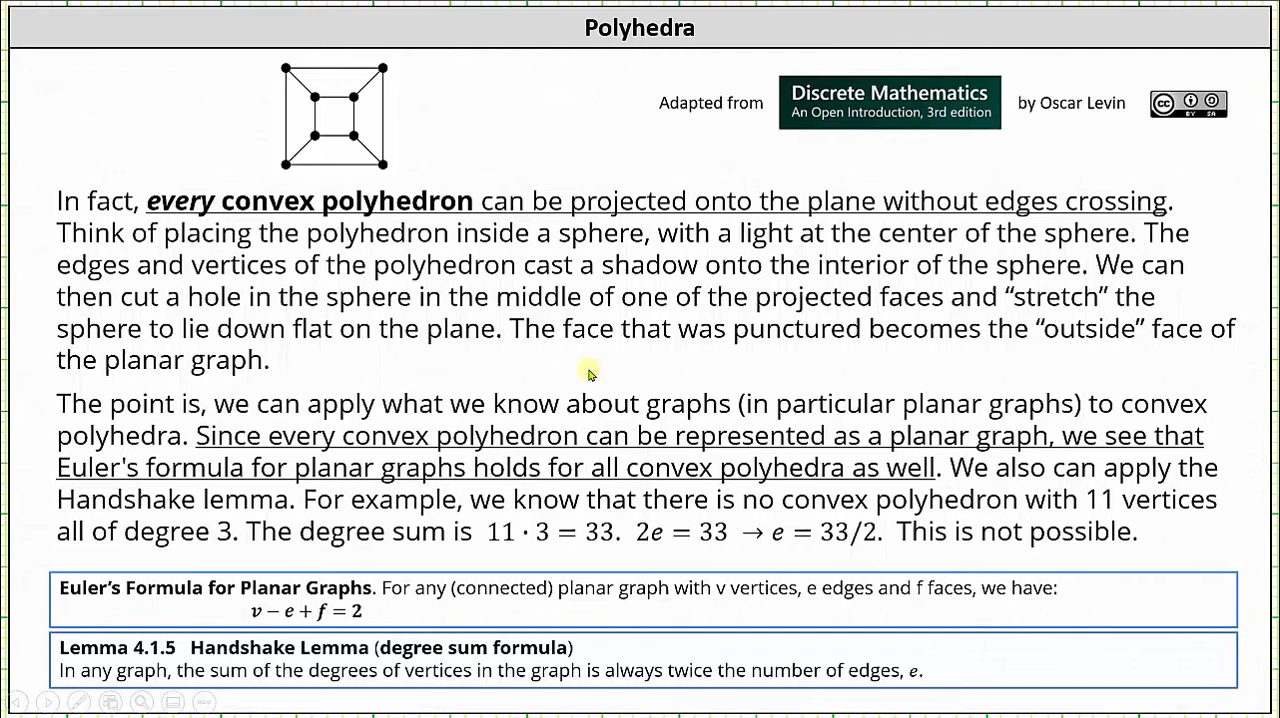 Polyhedra
Adapted from
Discrete Mathematics
An Open Introduction, 3rd edition
by Oscar Levin
cc
BY SA
In fact, every convex polyhedron can be projected onto the plane without edges crossing.
Think of placing the polyhedron inside a sphere, with a light at the center of the sphere. The
edges and vertices of the polyhedron cast a shadow onto the interior of the sphere. We can
then cut a hole in the sphere in the middle of one of the projected faces and “stretch” the
sphere to lie down flat on the plane. The face that was punctured becomes the “outside” face of
the planar graph.
The point is, we can apply what we know about graphs (in particular planar graphs) to convex
polyhedra. Since every convex polyhedron can be represented as a planar graph, we see that
Euler's formula for planar graphs holds for all convex polyhedra as well. We also can apply the
Handshake lemma. For example, we know that there is no convex polyhedron with 11 vertices
all of degree 3. The degree sum is 11 · 3 = 33. 2e = 33 → e = 33/2. This is not possible.
Euler’s Formula for Planar Graphs. For any (connected) planar graph with v vertices, e edges and f faces, we have:
v − e + f = 2
Lemma 4.1.5 Handshake Lemma (degree sum formula)
In any graph, the sum of the degrees of vertices in the graph is always twice the number of edges, e.